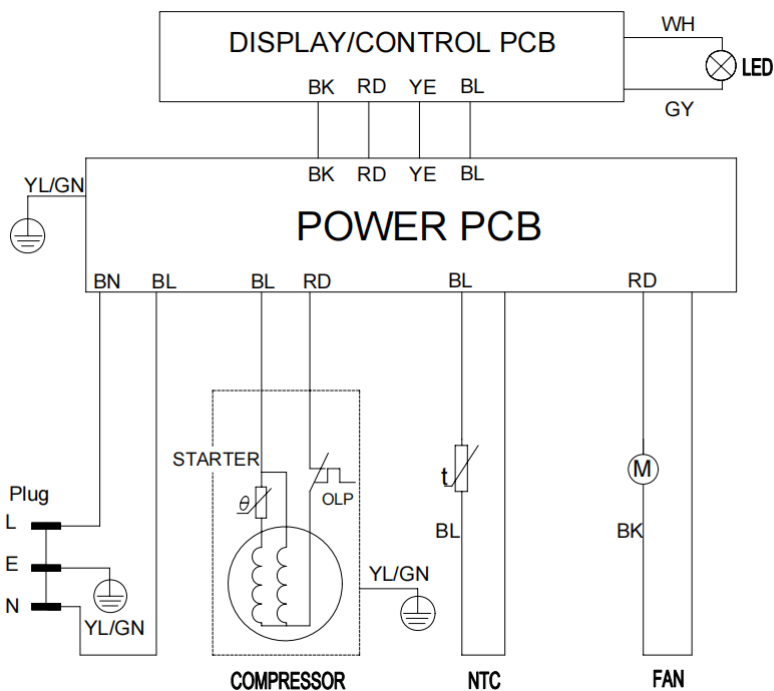 WH
DISPLAY/CONTROL PCB
LED
BK RD YE BL
GY
BK RD YE BL
YL/GN
POWER PCB
BN BL BL RD BL RD
STARTER
t
M
θ
OLP
Plug
L
BL
BK
E
YL/GN
N
YL/GN
COMPRESSOR
NTC
FAN